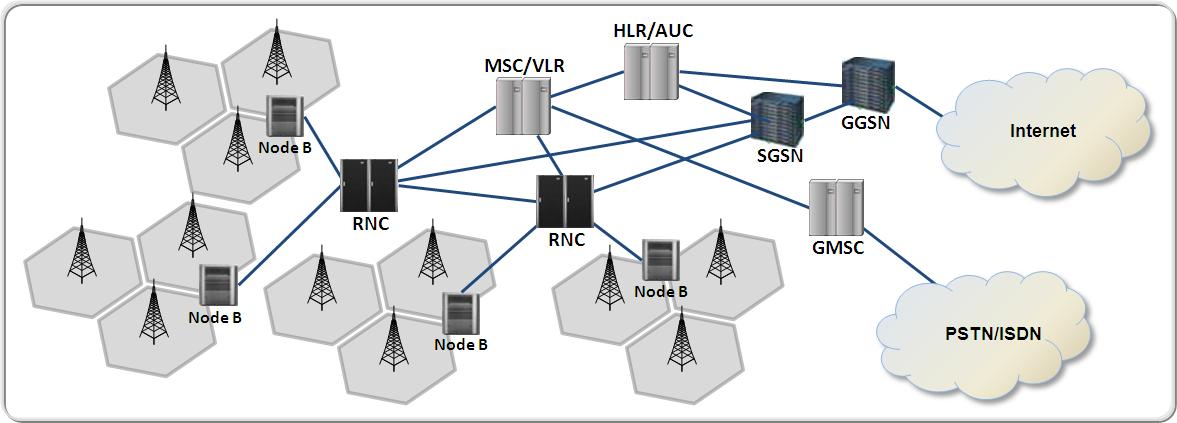 HLR/AUC
MSC/VLR
GGSN
Internet
Node B
SGSN
RNC
RNC
GMSC
Node B
Node B
Node B
PSTN/ISDN